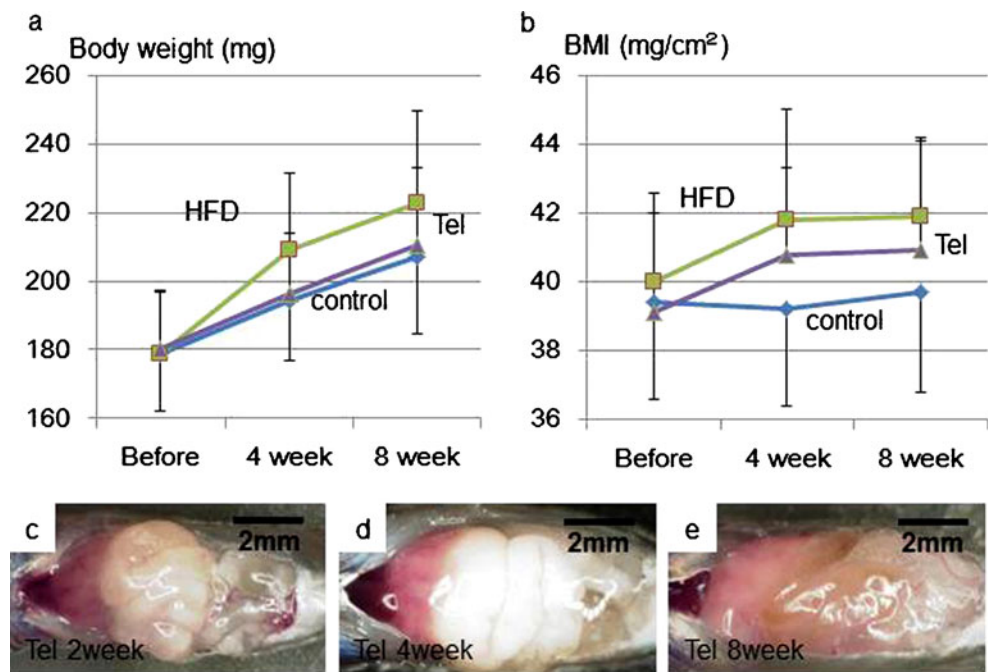 a
Body weight (mg)
260
240
220
200
180
160
HFD
Tel
control
Before 4 week 8 week
b
BMI (mg/cm²)
46
44
42
40
38
36
HFD
Tel
control
Before 4 week 8 week
c
2mm
Tel 2week
d
2mm
Tel 4week
e
2mm
Tel 8week